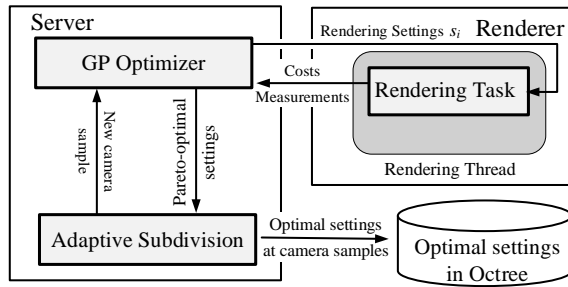 Server
Renderer
Rendering Settings s_i
GP Optimizer
Costs
Measurements
Rendering Task
Rendering Thread
New camera
sample
Pareto-optimal
settings
Adaptive Subdivision
Optimal settings
at camera samples
Optimal settings
in Octree